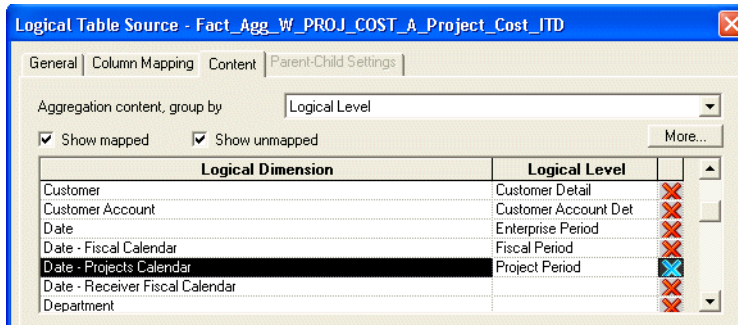 Logical Table Source - Fact_Agg_W_PROJ_COST_A_Project_Cost_ITD
General Column Mapping Content Parent-Child Settings
Aggregation content, group by Logical Level
Show mapped Show unmapped More...
Logical Dimension Logical Level
Customer Customer Detail
Customer Account Customer Account Det
Date Enterprise Period
Date - Fiscal Calendar Fiscal Period
Date - Projects Calendar Project Period
Date - Receiver Fiscal Calendar
Department